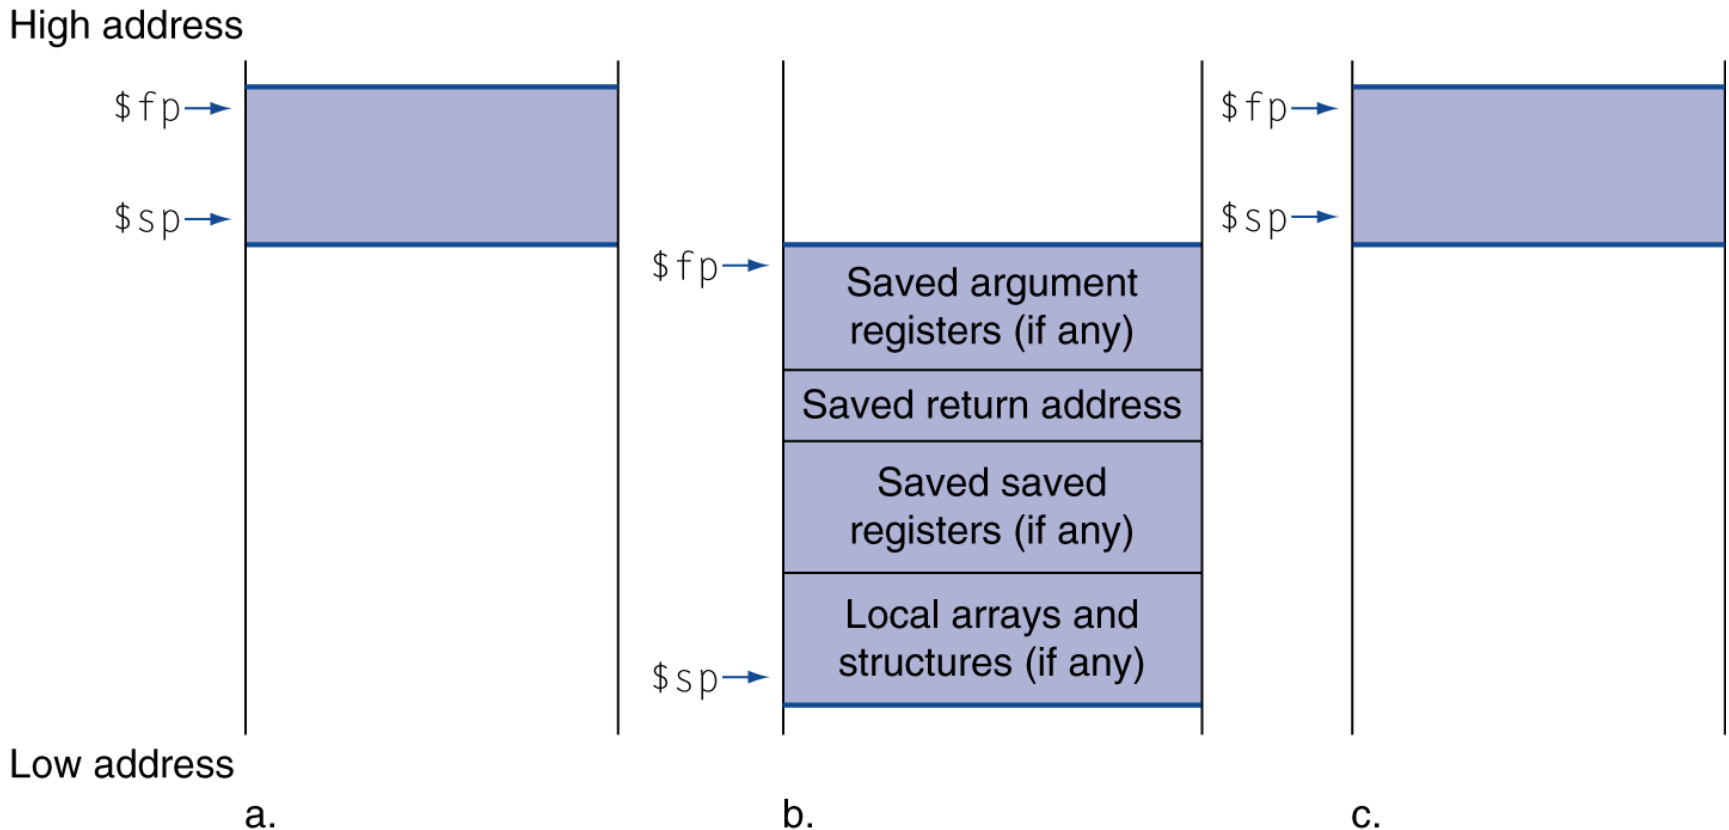 High address
$fp
$fp
$sp
$sp
$fp
Saved argument
registers (if any)
Saved return address
Saved saved
registers (if any)
Local arrays and
structures (if any)
$sp
Low address
a.
b.
c.